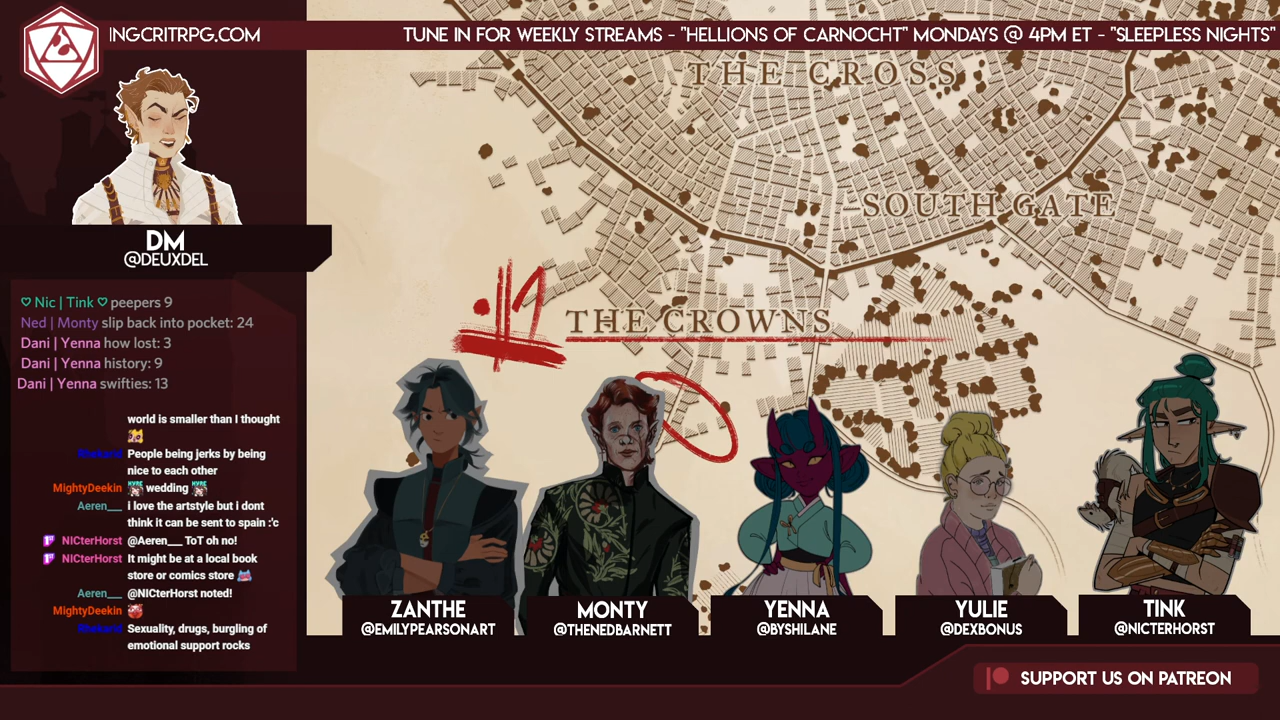 INGCRITRPG.COM
TUNE IN FOR WEEKLY STREAMS - "HELLIONS OF CARNOCHT" MONDAYS @ 4PM ET - "SLEEPLESS NIGHTS"
DM
@DEUXDEL
♡ Nic | Tink ♡ peepers 9
Ned | Monty slip back into pocket: 24
Dani | Yenna how lost: 3
Dani | Yenna history: 9
Dani | Yenna swifties: 13
world is smaller than I thought
People being jerks by being
nice to each other
MightyDeekin wedding
Aeren__ i love the artstyle but i dont
think it can be sent to spain :'c
NICterHorst @Aeren__ ToT oh no!
NICterHorst It might be at a local book
store or comics store
Aeren__ @NICterHorst noted!
MightyDeekin
Sexuality, drugs, burgling of
emotional support rocks
THE CROSS
SOUTH GATE
THE CROWNS
ZANTHE
@EMILYPEARSONART
MONTY
@THENEDBARNETT
YENNA
@BYSHILANE
YULIE
@DEXBONUS
TINK
@NICTERHORST
SUPPORT US ON PATREON